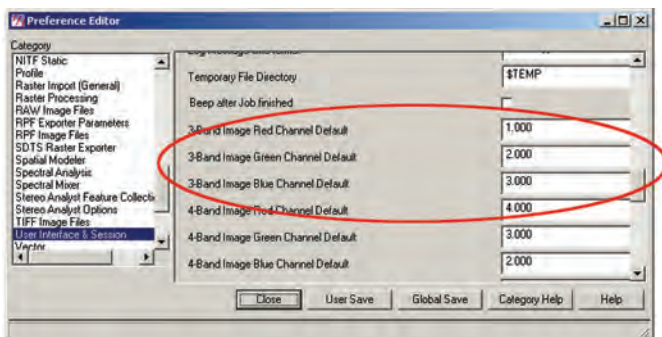 Preference Editor
Category
NITF Static
Profile
Raster Import (General)
Raster Processing
RAW Image Files
RPF Exporter Parameters
RPF Image Files
SDTS Raster Exporter
Spatial Modeler
Spectral Analysis
Spectral Mixer
Stereo Analyst Feature Collecti
Stereo Analyst Options
TIFF Image Files
User Interface & Session
Vector
Temporary File Directory $TEMP
Beep after Job finished
3-Band Image Red Channel Default 1.000
3-Band Image Green Channel Default 2.000
3-Band Image Blue Channel Default 3.000
4-Band Image Red Channel Default 4.000
4-Band Image Green Channel Default 3.000
4-Band Image Blue Channel Default 2.000
Close User Save Global Save Category Help Help